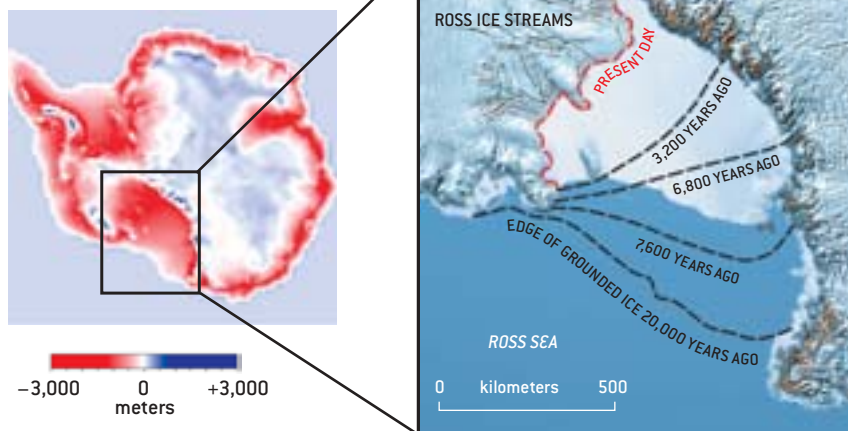 ROSS ICE STREAMS
PRESENT DAY
3,200 YEARS AGO
6,800 YEARS AGO
7,600 YEARS AGO
EDGE OF GROUNDED ICE 20,000 YEARS AGO
ROSS SEA
0 kilometers 500
–3,000 0 +3,000
meters